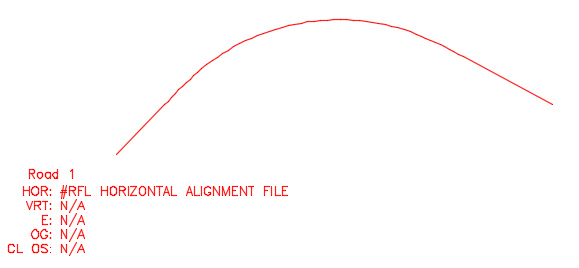 Road 1
HOR: #RFL HORIZONTAL ALIGNMENT FILE
VRT: N/A
E: N/A
OG: N/A
CL OS: N/A